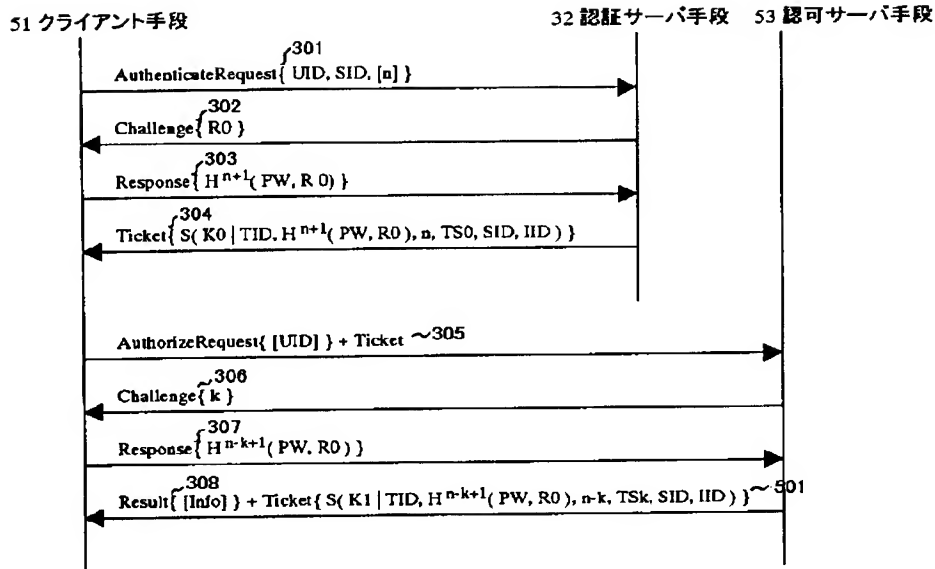 51 クライアント手段
32 認証サーバ手段
53 認可サーバ手段
301
AuthenticateRequest{ UID, SID, [n] }
302
Challenge{ R0 }
303
Response{ H^n+1( PW, R 0) }
304
Ticket{ S( K0 | TID, H^n+1( PW, R0 ), n, TS0, SID, IID ) }
AuthorizeRequest{ [UID] } + Ticket ～305
306
Challenge{ k }
307
Response{ H^n-k+1( PW, R0 ) }
308
Result{ [Info] } + Ticket{ S( K1 | TID, H^n-k+1( PW, R0 ), n-k, TSk, SID, IID ) } ～501